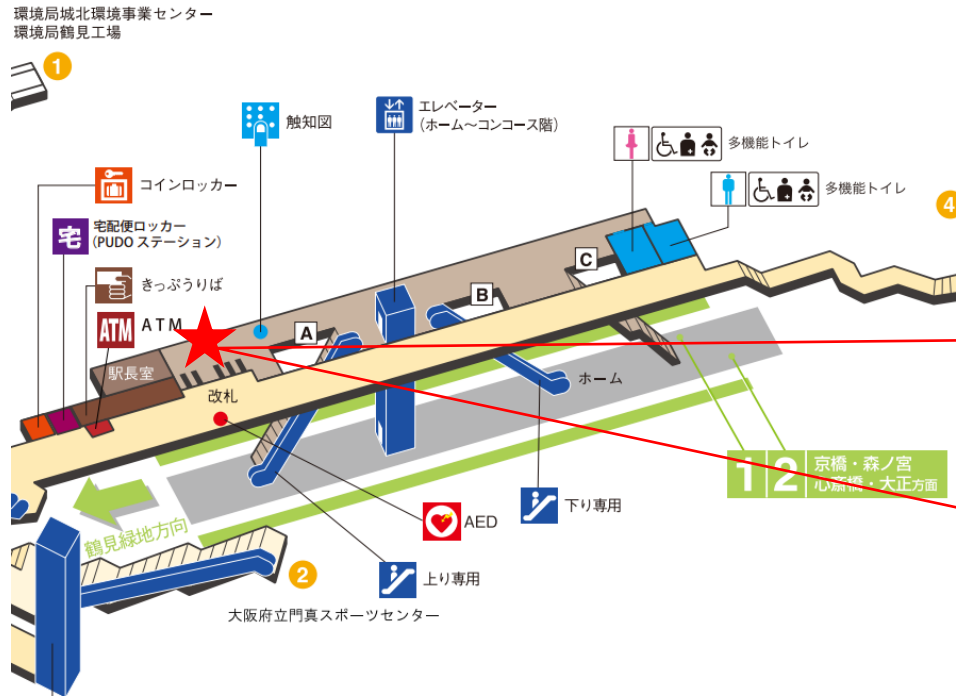 環境局城北環境事業センター
環境局鶴見工場
1
触知図
エレベーター
(ホーム〜コンコース階)
多機能トイレ
多機能トイレ
4
コインロッカー
宅
宅配便ロッカー
(PUDO ステーション)
きっぷうりば
ATM
ATM
駅長室
改札
A
B
C
ホーム
1
2
京橋・森ノ宮
心斎橋・大正方面
下り専用
AED
上り専用
鶴見緑地方向
2
大阪府立門真スポーツセンター